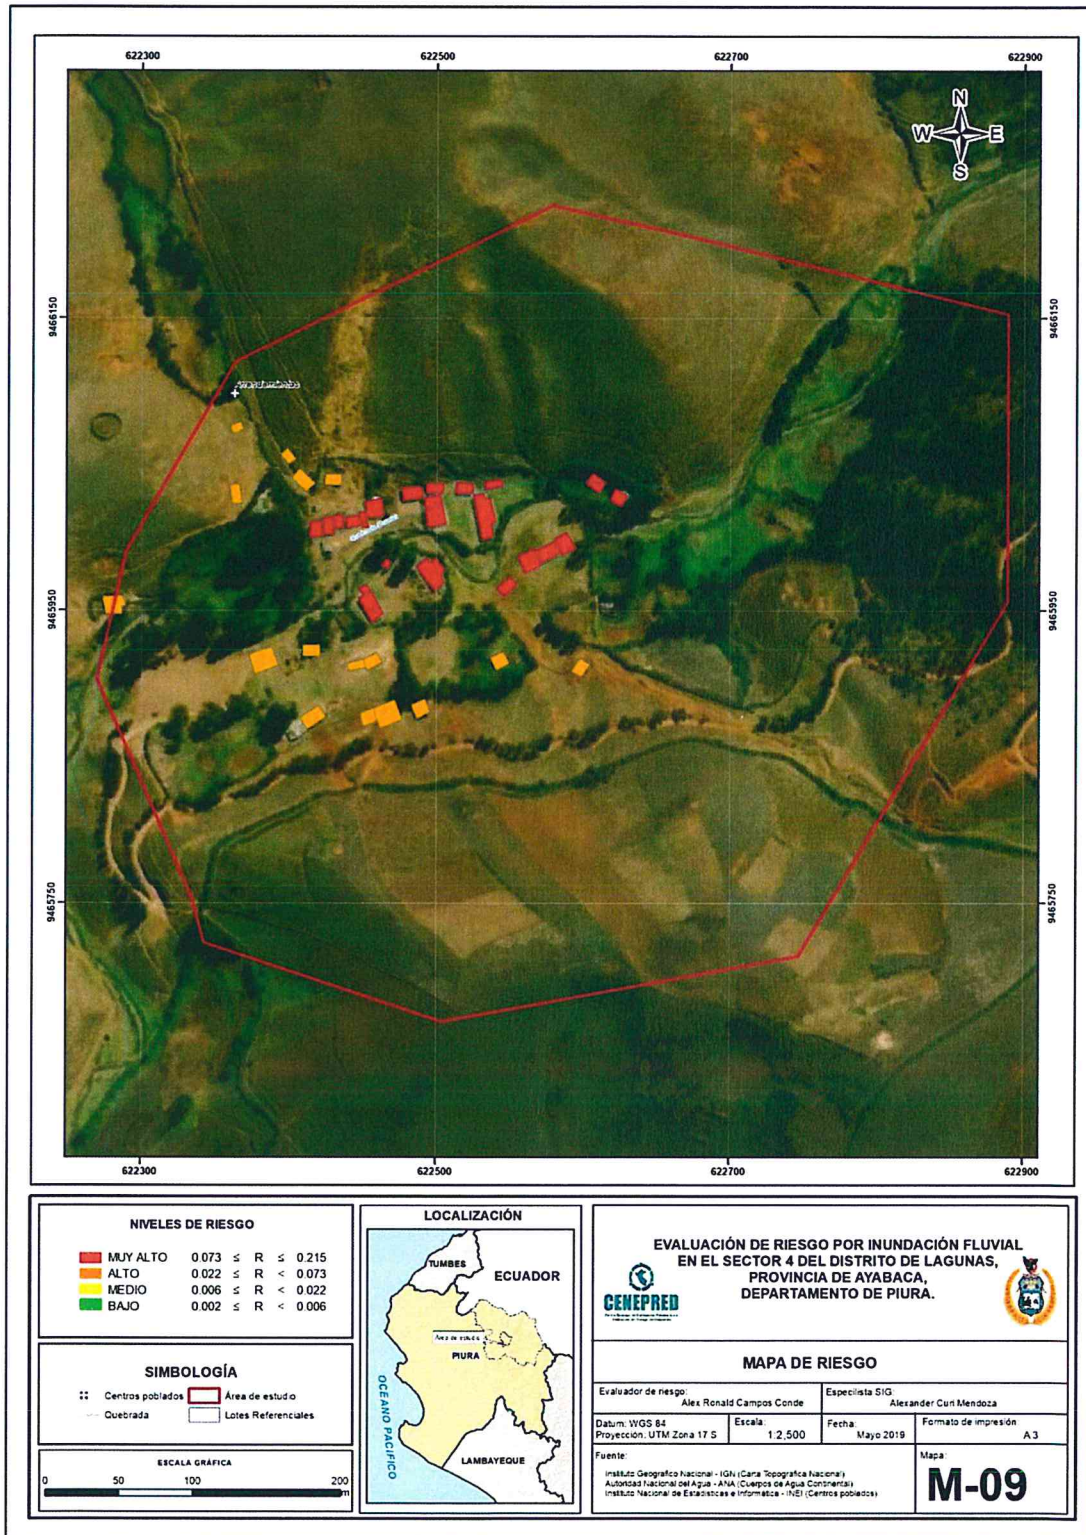 622300 622500 622700 622900
N
W E
S
9466150 9466150
9465950 9465950
9465750 9465750
622300 622500 622700 622900
NIVELES DE RIESGO
MUY ALTO 0.073 ≤ R ≤ 0.215
ALTO 0.022 ≤ R < 0.073
MEDIO 0.006 ≤ R < 0.022
BAJO 0.002 ≤ R < 0.006
SIMBOLOGÍA
Centros poblados Área de estudio
Quebrada Lotes Referenciales
ESCALA GRÁFICA
0 50 100 200
m
LOCALIZACIÓN
TUMBES
ECUADOR
Área de estudio
PIURA
OCEANO PACIFICO
LAMBAYEQUE
EVALUACIÓN DE RIESGO POR INUNDACIÓN FLUVIAL
EN EL SECTOR 4 DEL DISTRITO DE LAGUNAS,
PROVINCIA DE AYABACA,
DEPARTAMENTO DE PIURA.
CENEPRED
MAPA DE RIESGO
Evaluador de riesgo:
Alex Ronald Campos Conde
Especilista SIG:
Alexander Curi Mendoza
Datum: WGS 84
Proyección: UTM Zona 17 S
Escala:
1:2,500
Fecha:
Mayo 2019
Formato de impresión
A3
Fuente:
Instituto Geografico Nacional - IGN (Carta Topografica Nacional)
Autoridad Nacional del Agua - ANA (Cuerpos de Agua Continental)
Instituto Nacional de Estadisticas e Informatica - INEI (Centros poblados)
Mapa:
M-09